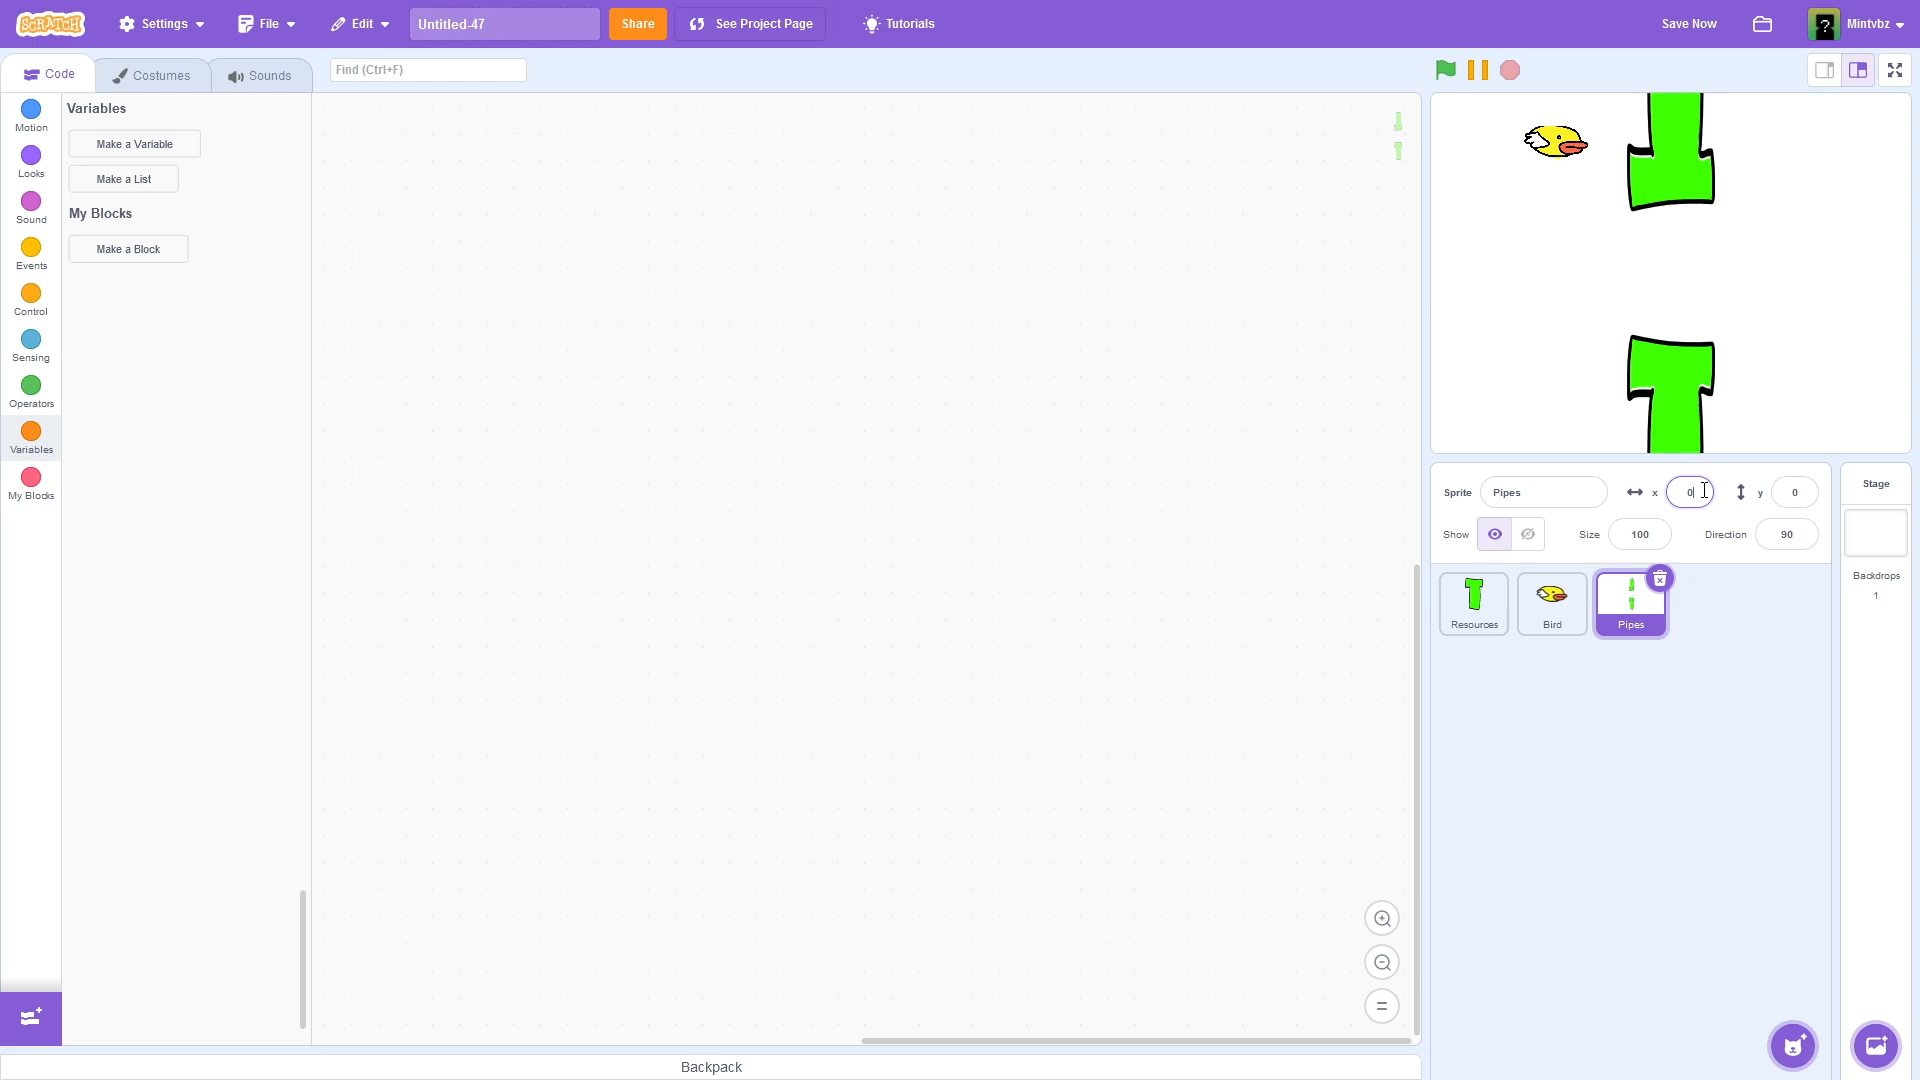 SCRATCH
Settings
File
Edit
Untitled-47
Share
See Project Page
Tutorials
Save Now
?
Mintvbz
Code
Costumes
Sounds
Find (Ctrl+F)
Motion
Looks
Sound
Events
Control
Sensing
Operators
Variables
My Blocks
Variables
Make a Variable
Make a List
My Blocks
Make a Block
Sprite
Pipes
x
0
y
0
Show
Size
100
Direction
90
Resources
Bird
Pipes
Stage
Backdrops
1
Backpack